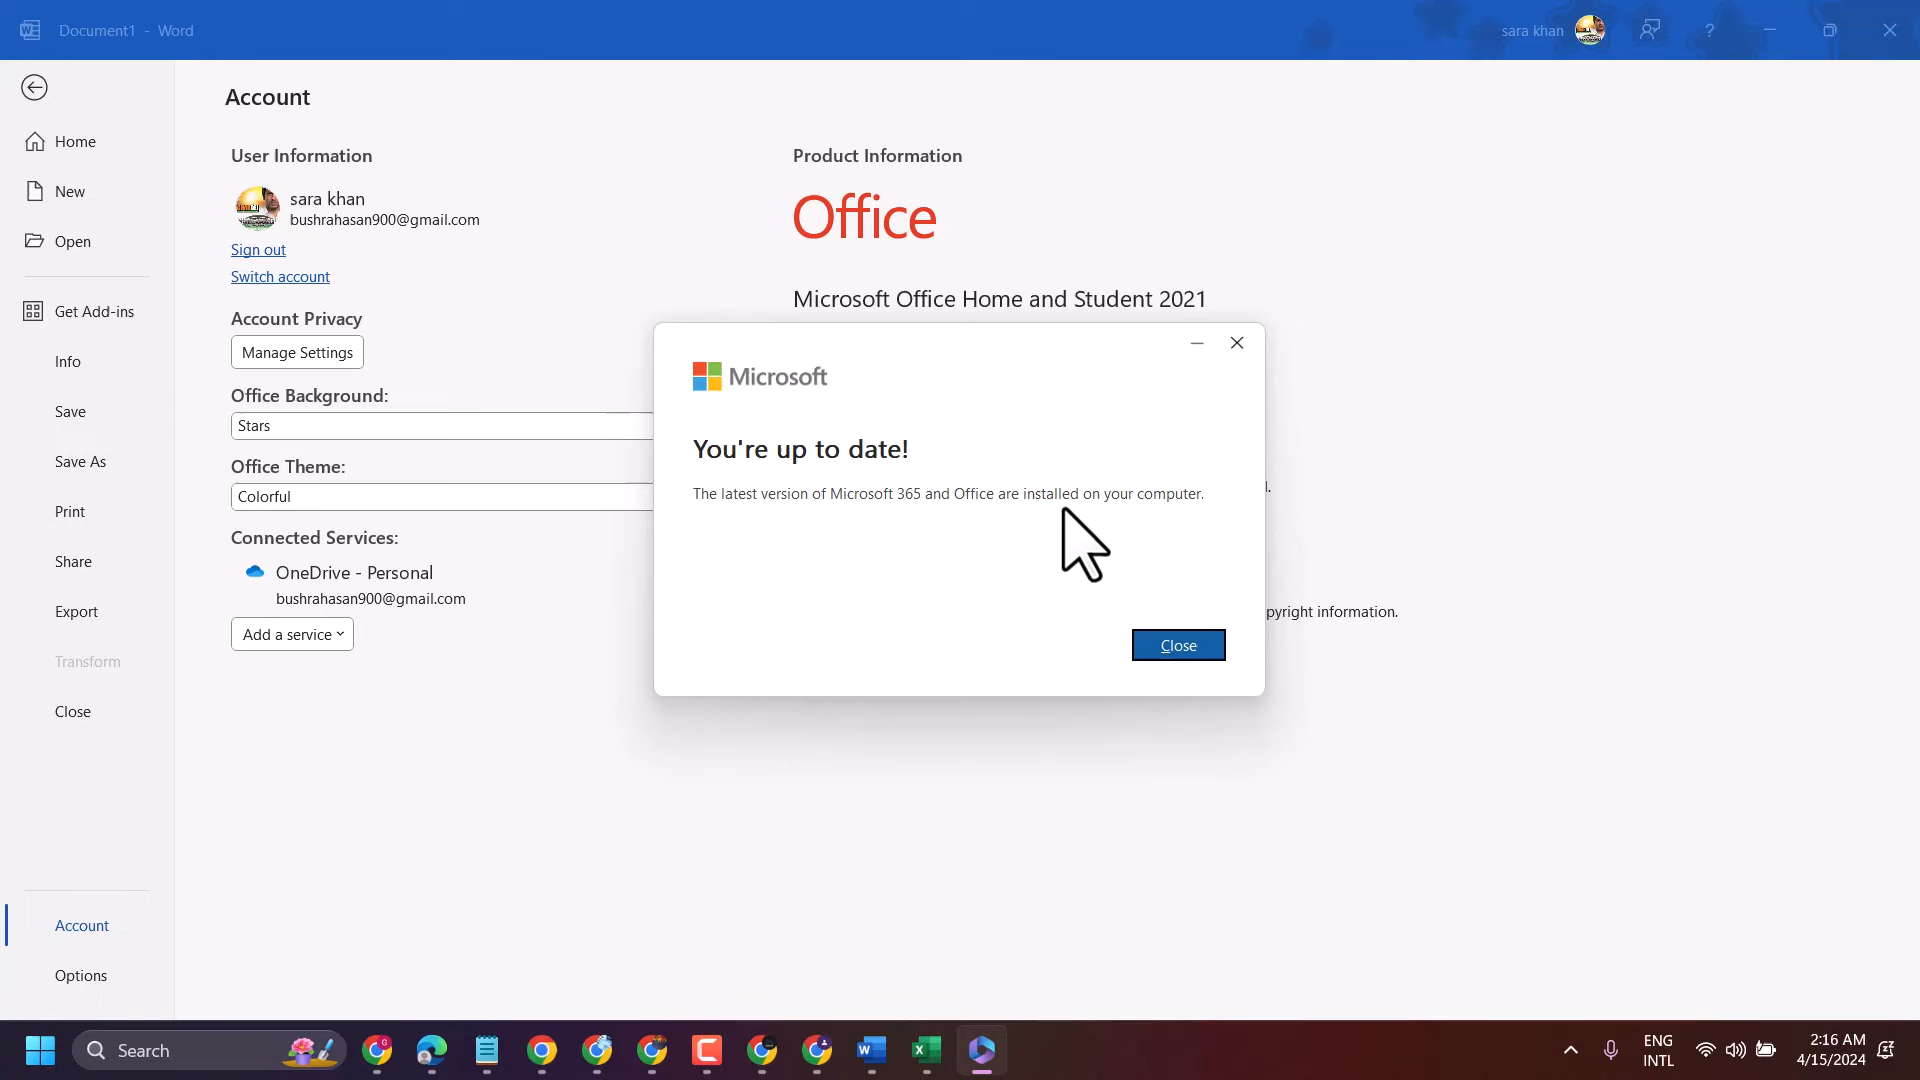 Document1 - Word
sara khan
?
Account
Home
New
Open
Get Add-ins
Info
Save
Save As
Print
Share
Export
Transform
Close
Account
Options
User Information
sara khan
bushrahasan900@gmail.com
Sign out
Switch account
Account Privacy
Manage Settings
Office Background:
Stars
Office Theme:
Colorful
Connected Services:
OneDrive - Personal
bushrahasan900@gmail.com
Add a service
Product Information
Office
Microsoft Office Home and Student 2021
Microsoft
You're up to date!
The latest version of Microsoft 365 and Office are installed on your computer.
Close
pyright information.
Search
ENG
INTL
2:16 AM
4/15/2024